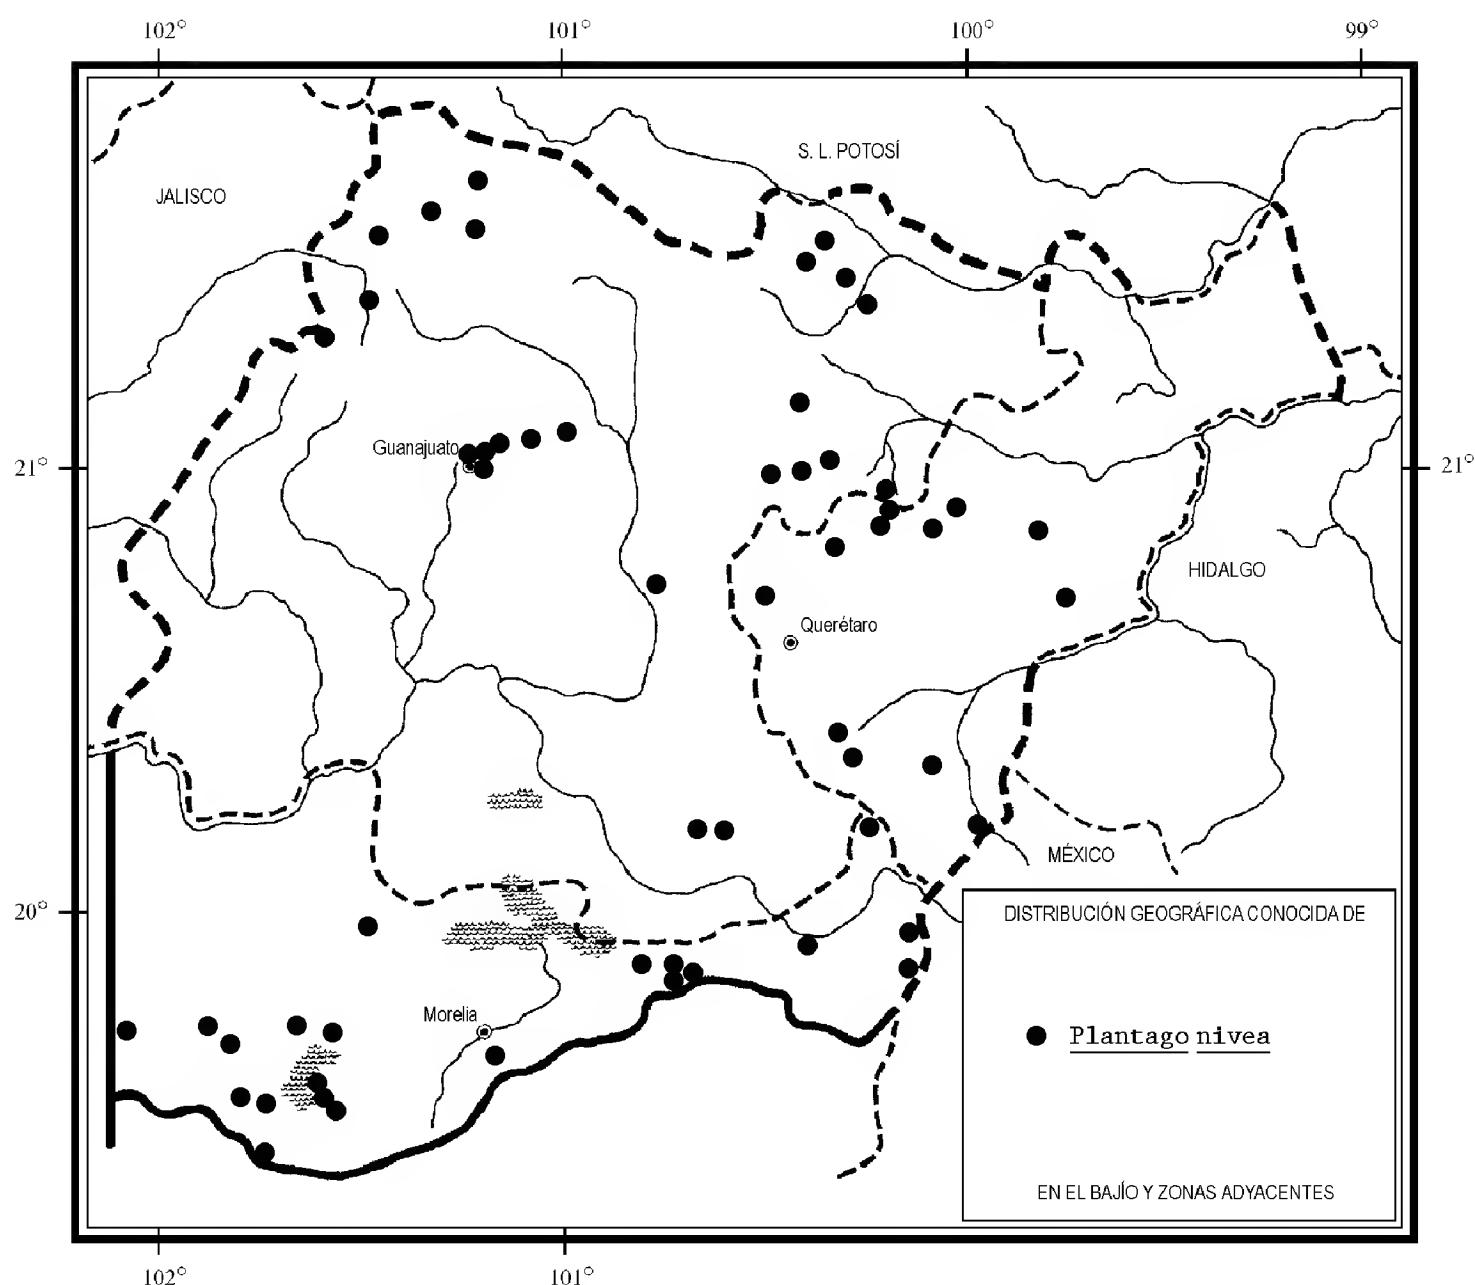 102° 101° 100° 99°
S. L. POTOSÍ
JALISCO
Guanajuato
21° 21°
HIDALGO
Querétaro
MÉXICO
20°
DISTRIBUCIÓN GEOGRÁFICA CONOCIDA DE
Morelia
Plantago nivea
EN EL BAJÍO Y ZONAS ADYACENTES
102° 101°